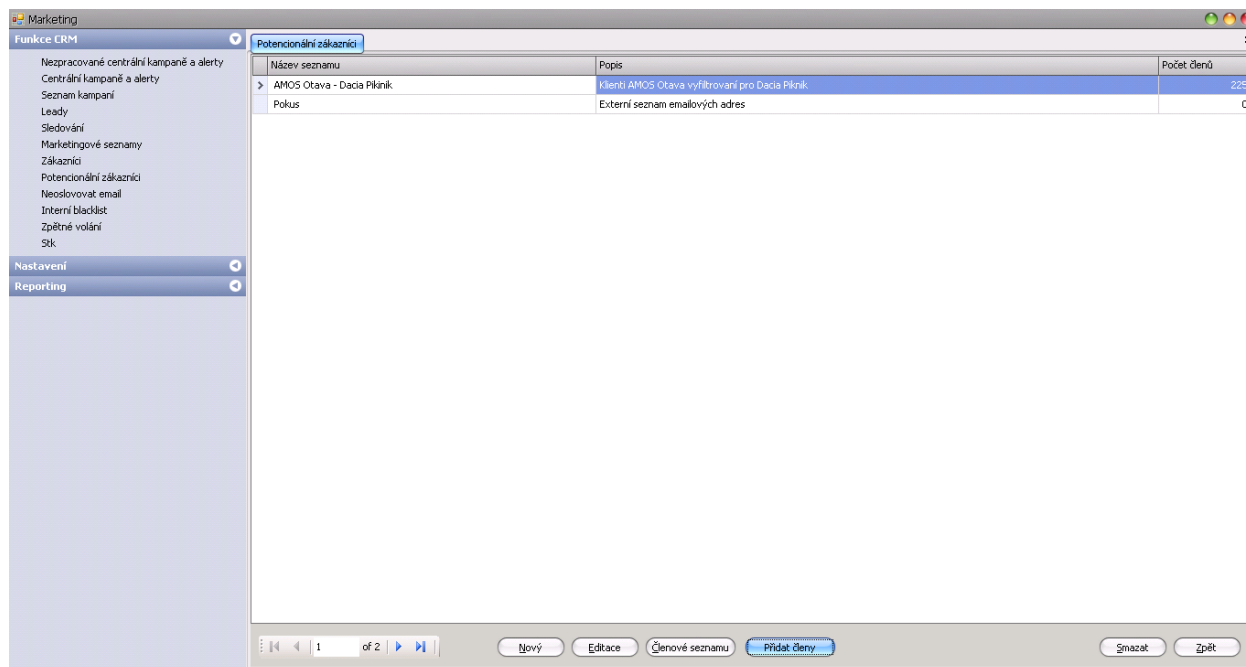 Marketing
Funkce CRM
Nezpracované centrální kampaně a alerty
Centrální kampaně a alerty
Seznam kampaní
Leady
Sledování
Marketingové seznamy
Zákazníci
Potencionální zákazníci
Neoslovovat email
Interní blacklist
Zpětné volání
Stk
Nastavení
Reporting
Potencionální zákazníci
Název seznamu Popis Počet členů
AMOS Otava - Dacia Pikinik Klienti AMOS Otava vyfiltrovaní pro Dacia Piknik 225
Pokus Externí seznam emailových adres 0
1 of 2 Nový Editace Členové seznamu Přidat členy Smazat Zpět